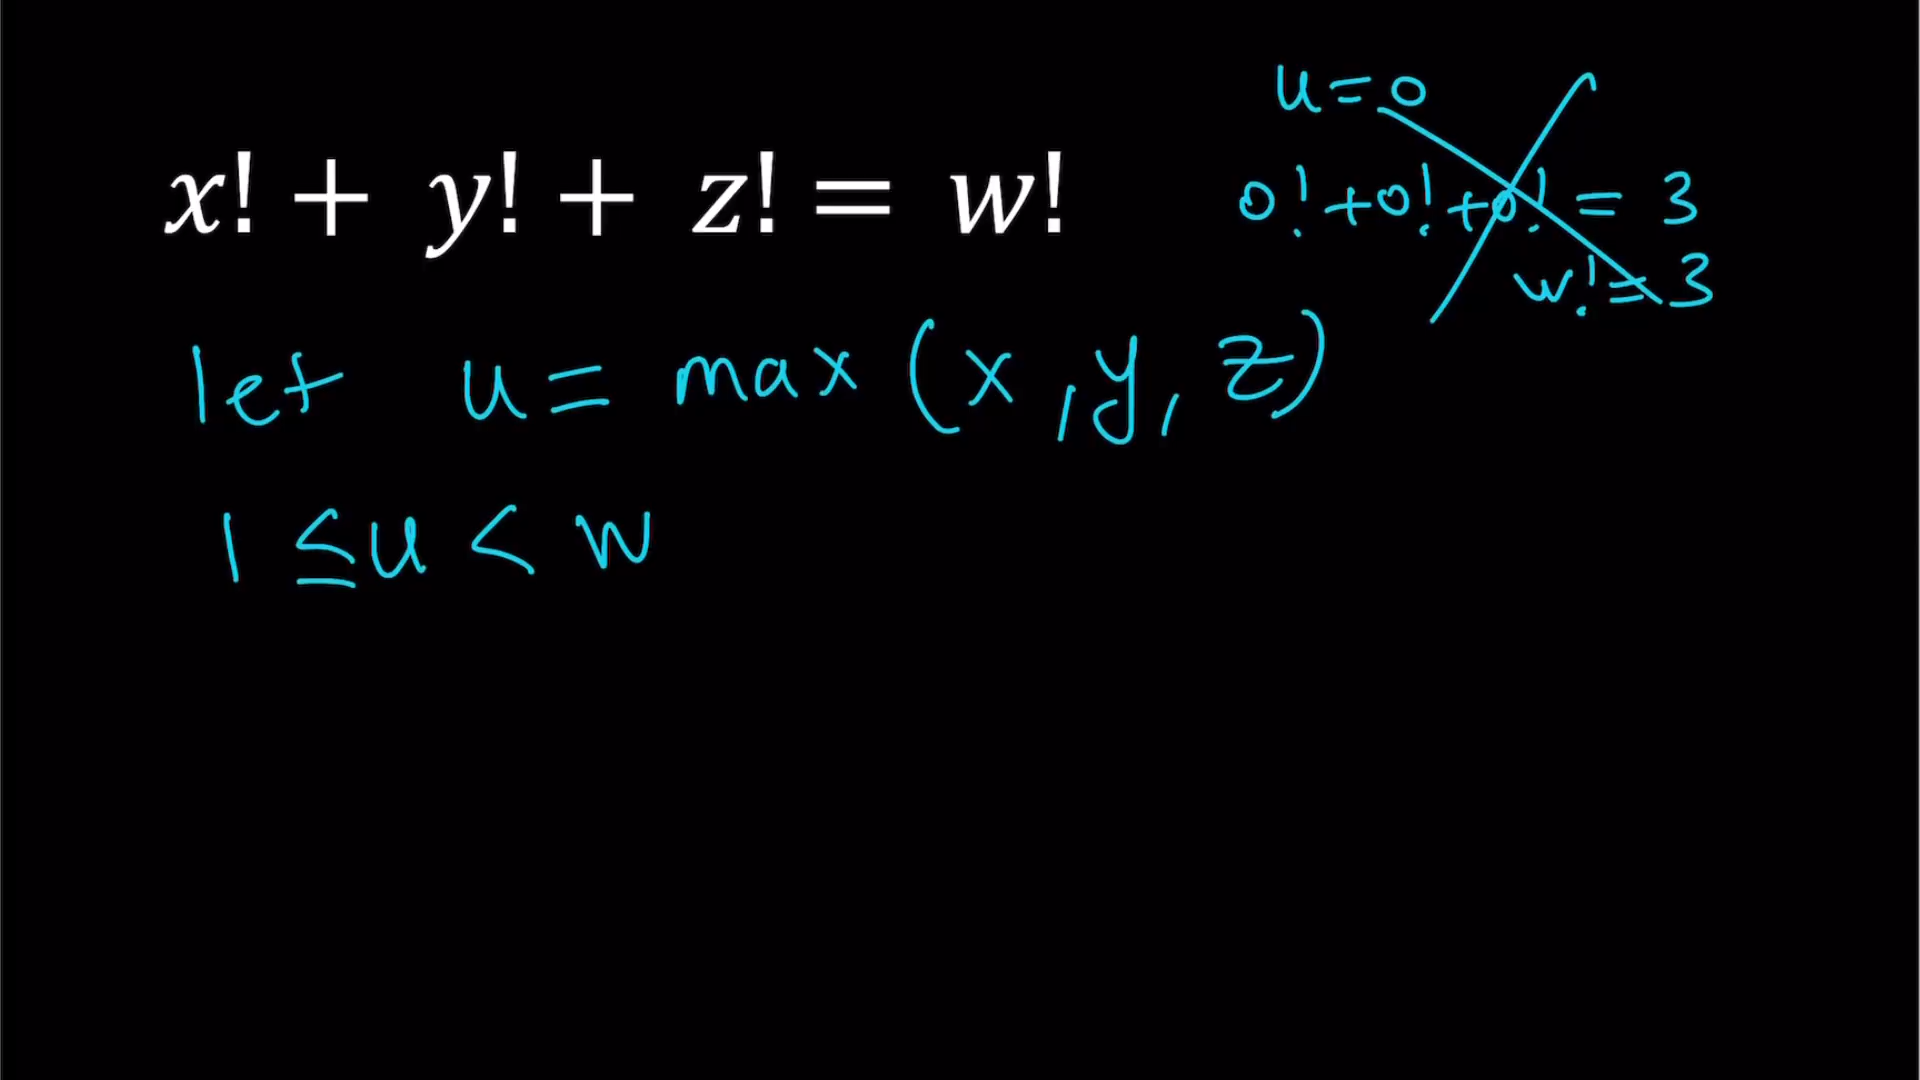 x! + y! + z! = w!
u = 0
0! + 0! + 0! = 3
w! = 3
let u = max (x, y, z)
1 ≤ u < w